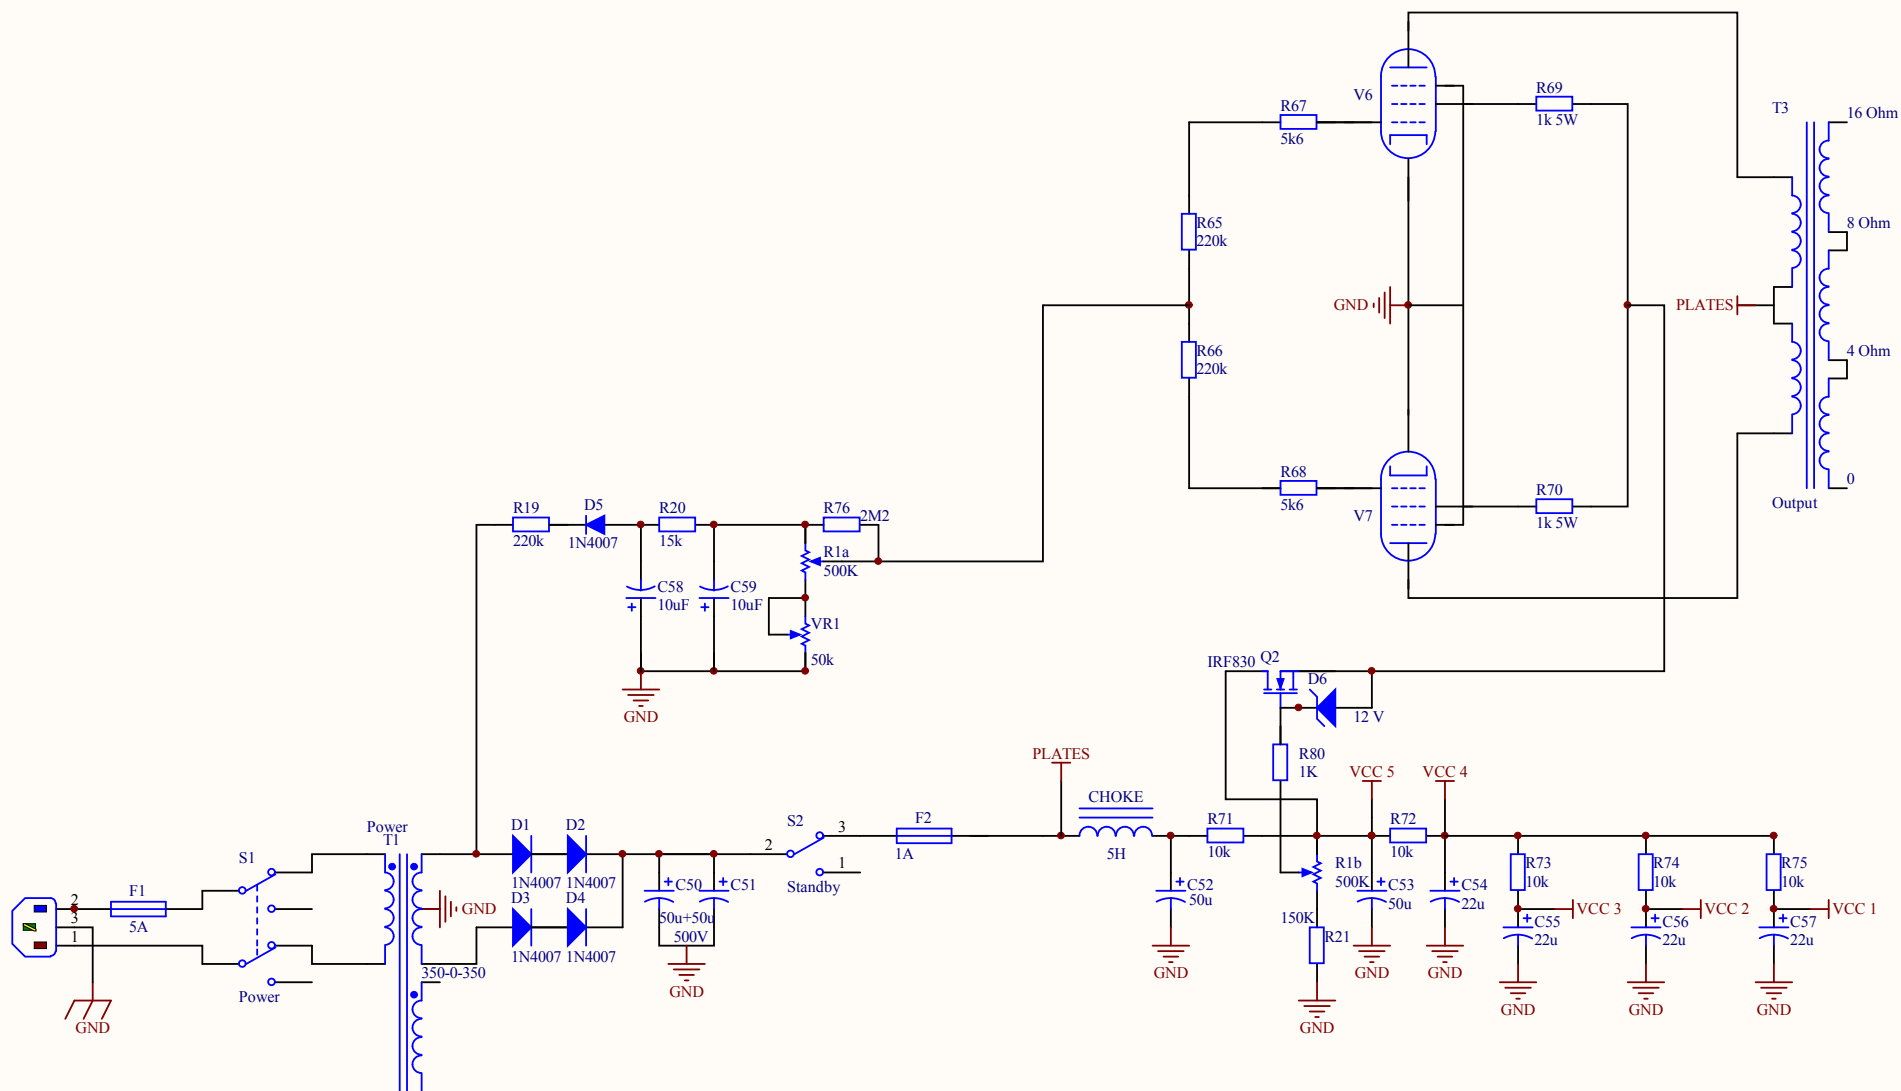 16 Ohm
T3
R69
V6
R67
1k 5W
5k6
R65
220k
8 Ohm
GND
PLATES
R66
220k
4 Ohm
R68
5k6
R70
V7
1k 5W
0
Output
R19
D5
R20
R76
2M2
220k
1N4007
15k
R1a
500K
C58
10uF
C59
10uF
VR1
50k
GND
IRF830
Q2
D6
12 V
R80
1K
PLATES
VCC 5
VCC 4
CHOKE
5H
Power
T1
D1
D2
S2
3
F2
1A
R71
10k
R72
10k
2
1
Standby
S1
1N4007 1N4007
D3
D4
C50
C51
50u+50u
500V
GND
C52
50u
GND
R1b
500K
C53
50u
GND
C54
22u
GND
R73
10k
R74
10k
R75
10k
F1
5A
2
3
1
GND
VCC 3
VCC 2
VCC 1
C55
22u
C56
22u
C57
22u
150K
R21
1N4007 1N4007
350-0-350
Power
GND
GND
GND
GND
GND